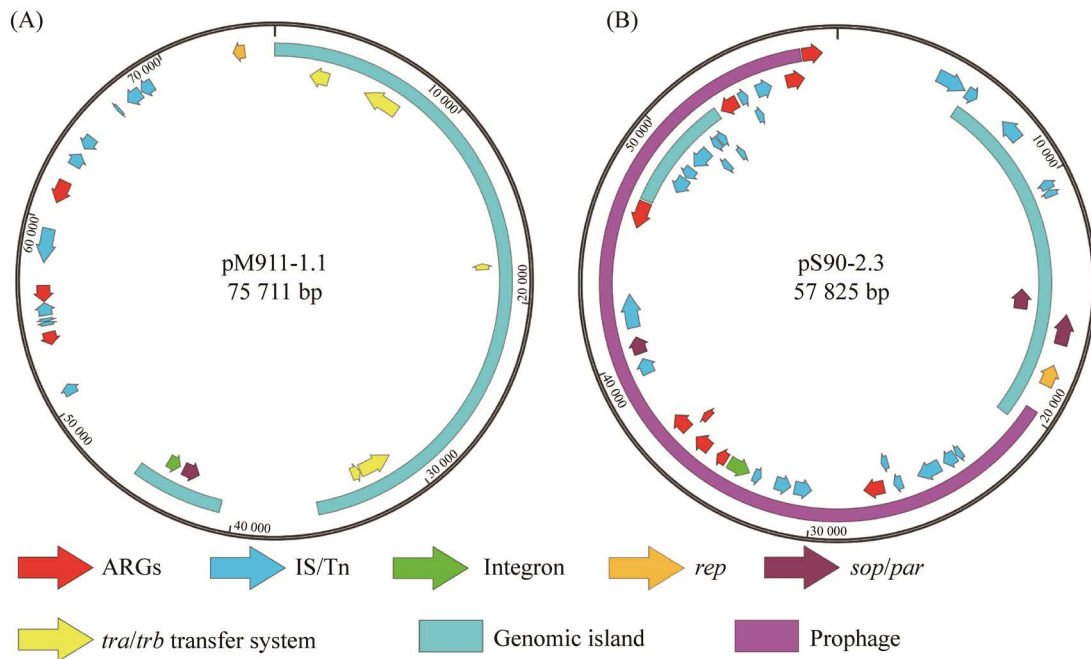 (A)
70 000
10 000
60 000
pM911-1.1
75 711 bp
20 000
50 000
30 000
40 000
(B)
50 000
10 000
pS90-2.3
57 825 bp
40 000
20 000
30 000
ARGs
IS/Tn
Integron
rep
sop/par
tra/trb transfer system
Genomic island
Prophage